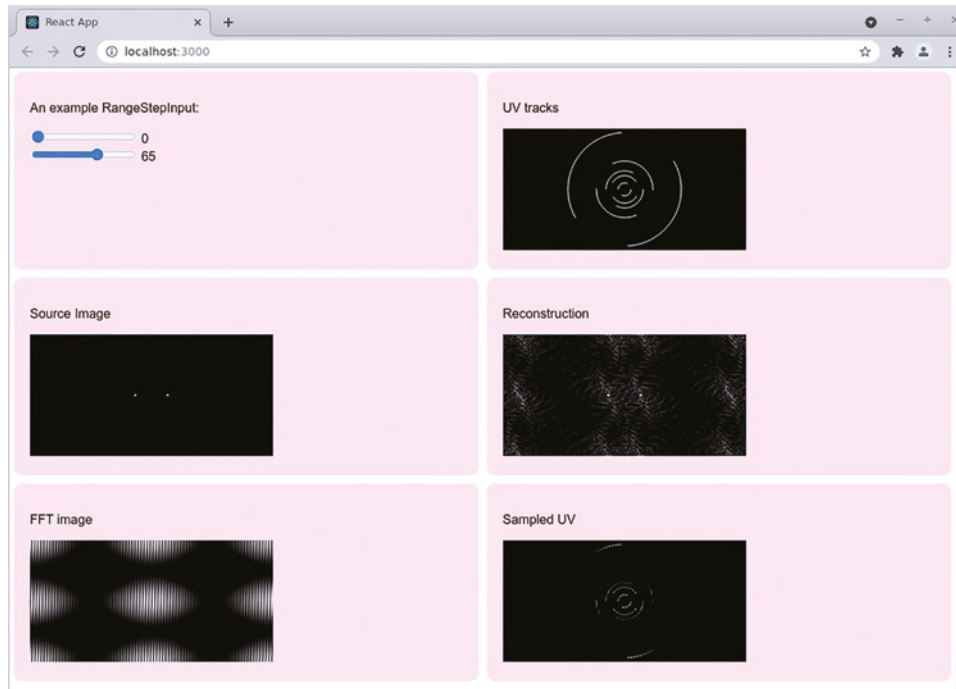 React App
localhost:3000
An example RangeStepInput:
0
65
UV tracks
Source Image
Reconstruction
FFT image
Sampled UV